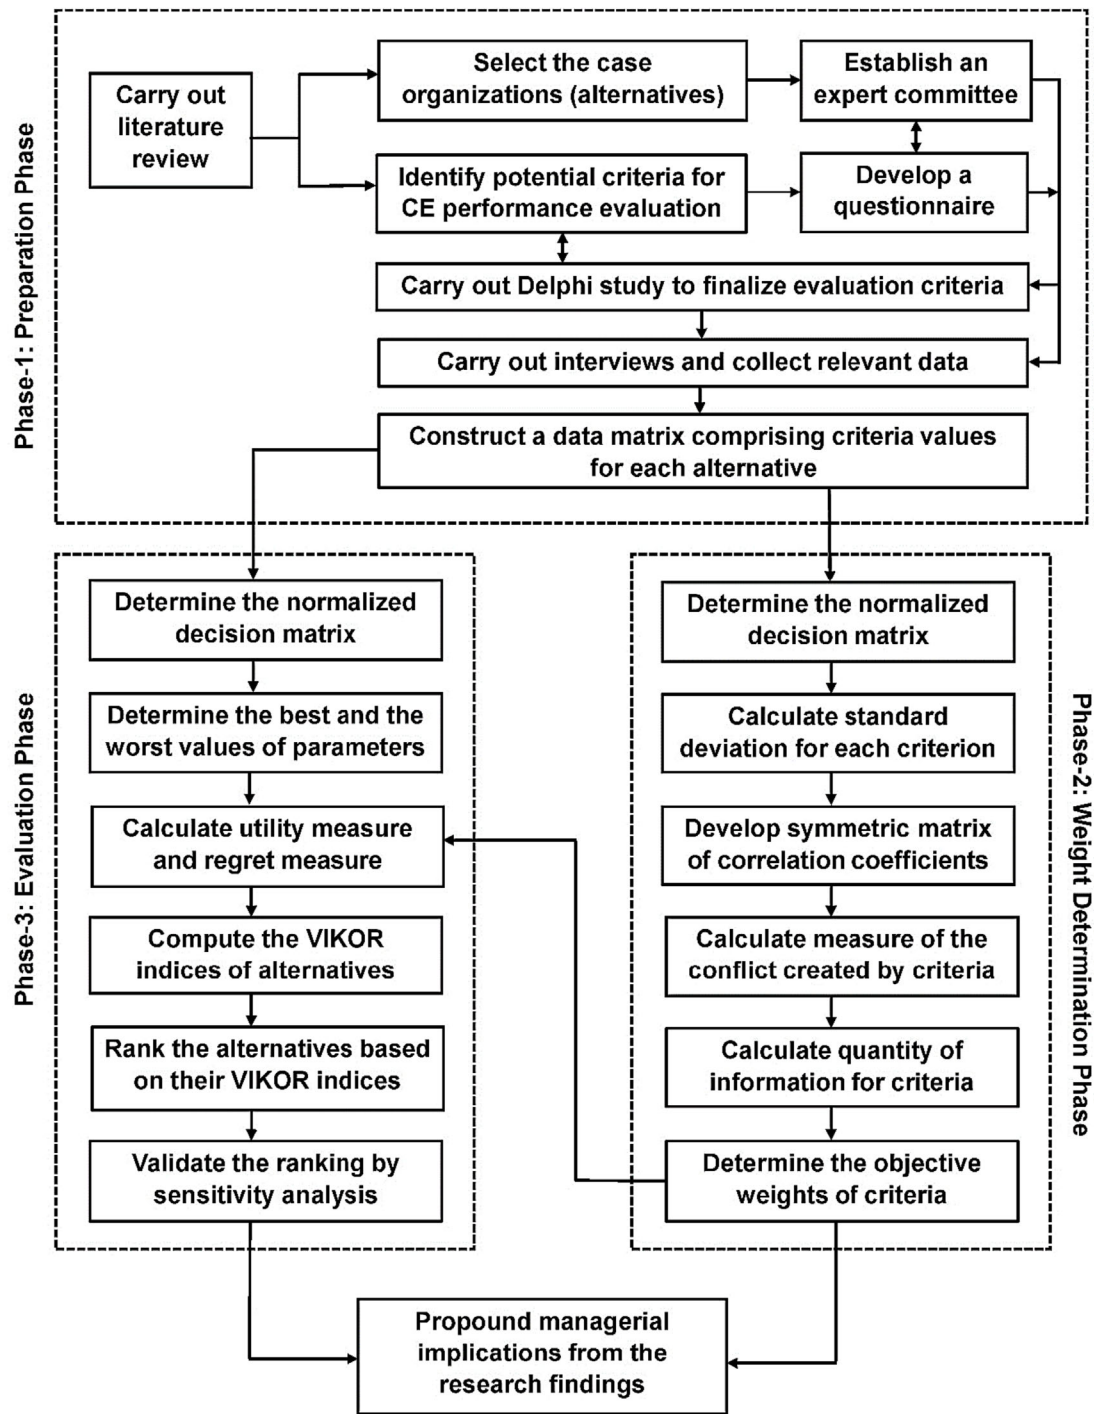 Phase-1: Preparation Phase
Carry out
literature
review
Select the case
organizations (alternatives)
Establish an
expert committee
Identify potential criteria for
CE performance evaluation
Develop a
questionnaire
Carry out Delphi study to finalize evaluation criteria
Carry out interviews and collect relevant data
Construct a data matrix comprising criteria values
for each alternative
Phase-3: Evaluation Phase
Determine the normalized
decision matrix
Determine the best and the
worst values of parameters
Calculate utility measure
and regret measure
Compute the VIKOR
indices of alternatives
Rank the alternatives based
on their VIKOR indices
Validate the ranking by
sensitivity analysis
Phase-2: Weight Determination Phase
Determine the normalized
decision matrix
Calculate standard
deviation for each criterion
Develop symmetric matrix
of correlation coefficients
Calculate measure of the
conflict created by criteria
Calculate quantity of
information for criteria
Determine the objective
weights of criteria
Propound managerial
implications from the
research findings